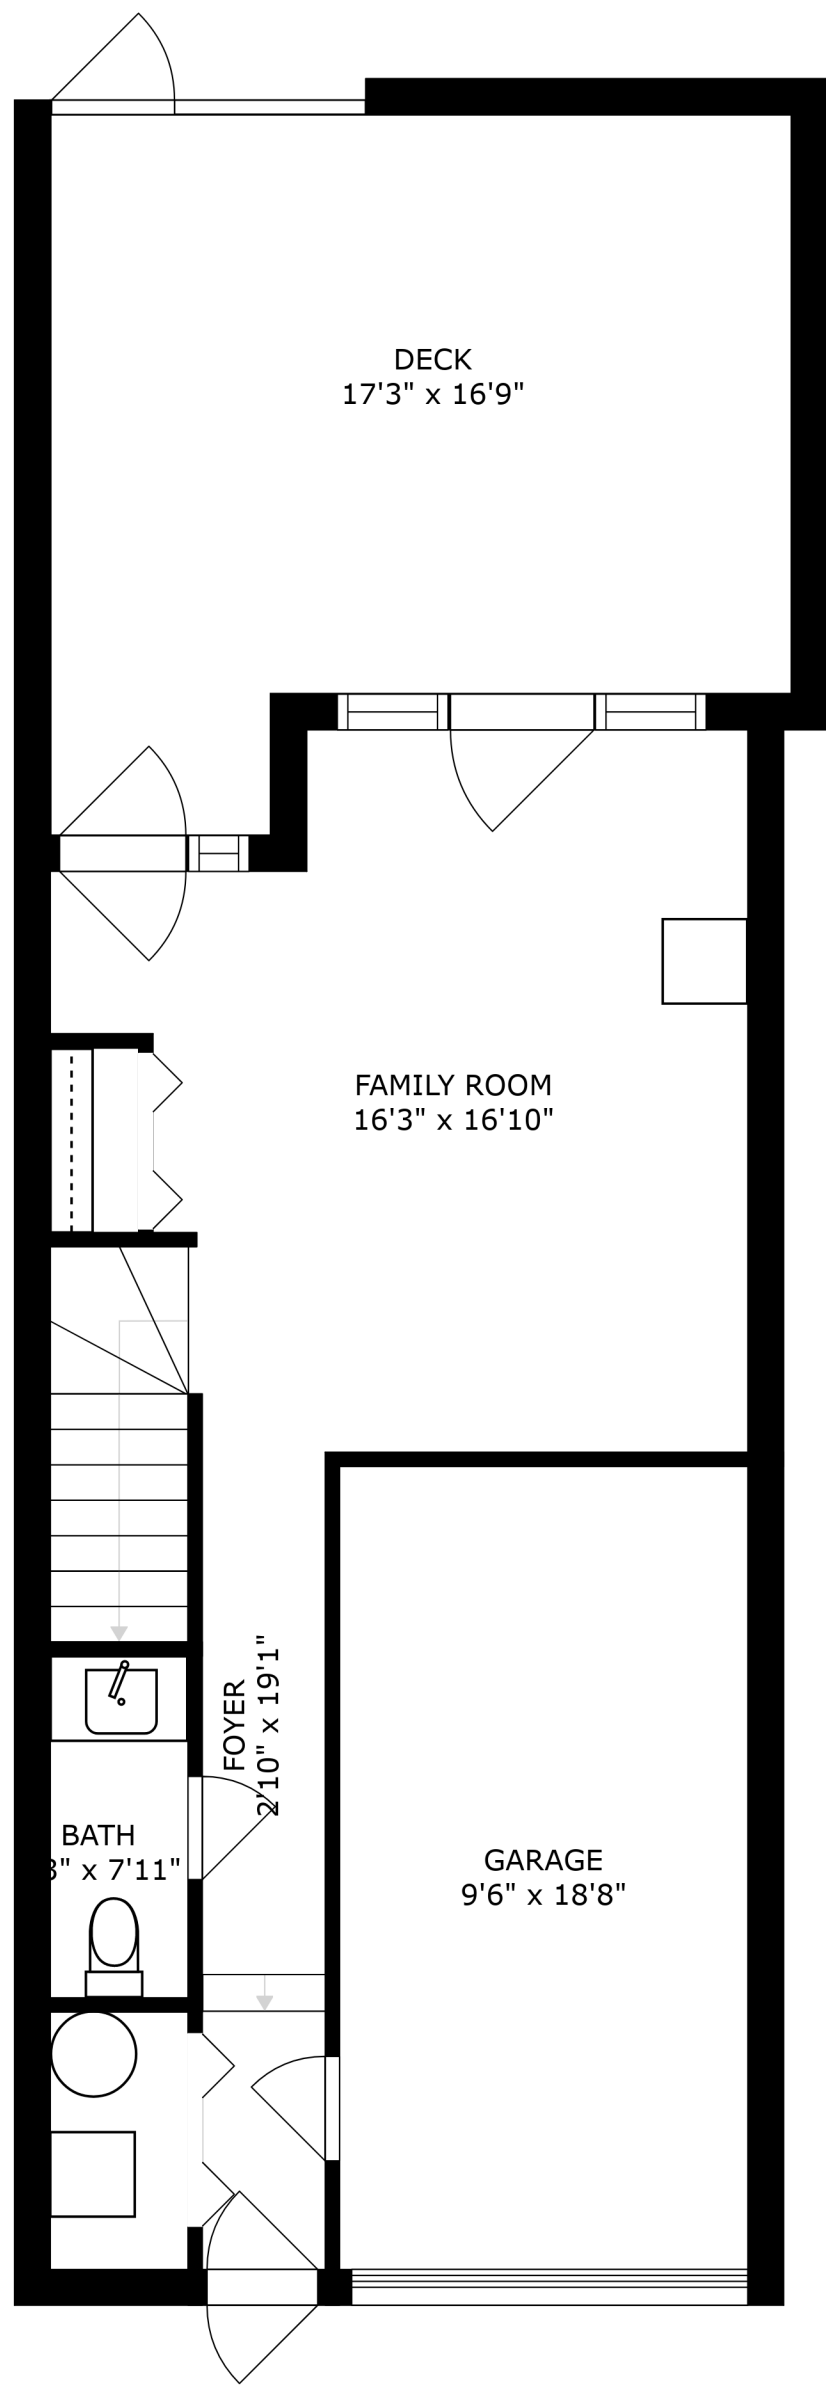 DECK
17'3" x 16'9"
FAMILY ROOM
16'3" x 16'10"
FOYER
2'10" x 19'1"
BATH
" x 7'11"
GARAGE
9'6" x 18'8"